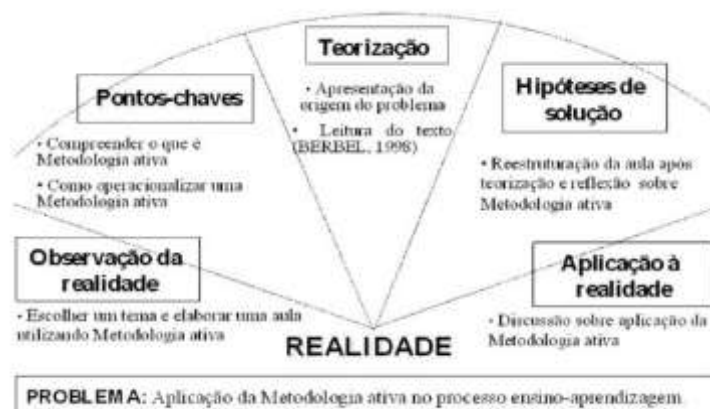 Teorização
• Apresentação da
origem do problema
• Leitura do texto
(BERBEL, 1998)
Pontos-chaves
• Compreender o que é
Metodologia ativa
• Como operacionalizar uma
Metodologia ativa
Hipóteses de
solução
• Reestruturação da aula após
teorização e reflexão sobre
Metodologia ativa
Observação da
realidade
• Escolher um tema e elaborar uma aula
utilizando Metodologia ativa
Aplicação à
realidade
• Discussão sobre aplicação da
Metodologia ativa
REALIDADE
PROBLEMA: Aplicação da Metodologia ativa no processo ensino-aprendizagem